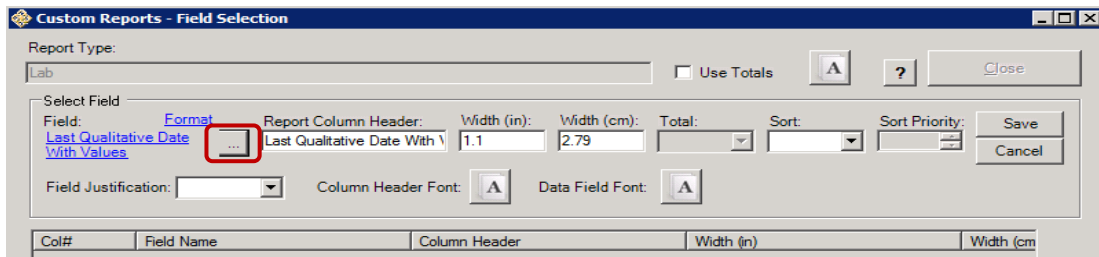 Custom Reports - Field Selection
Report Type:
Lab
Use Totals
A
?
Close
Select Field
Field:
Format
Report Column Header:
Width (in):
Width (cm):
Total:
Sort:
Sort Priority:
Last Qualitative Date
With Values
...
Last Qualitative Date With \
1.1
2.79
Save
Cancel
Field Justification:
Column Header Font:
A
Data Field Font:
A
Col#
Field Name
Column Header
Width (in)
Width (cm